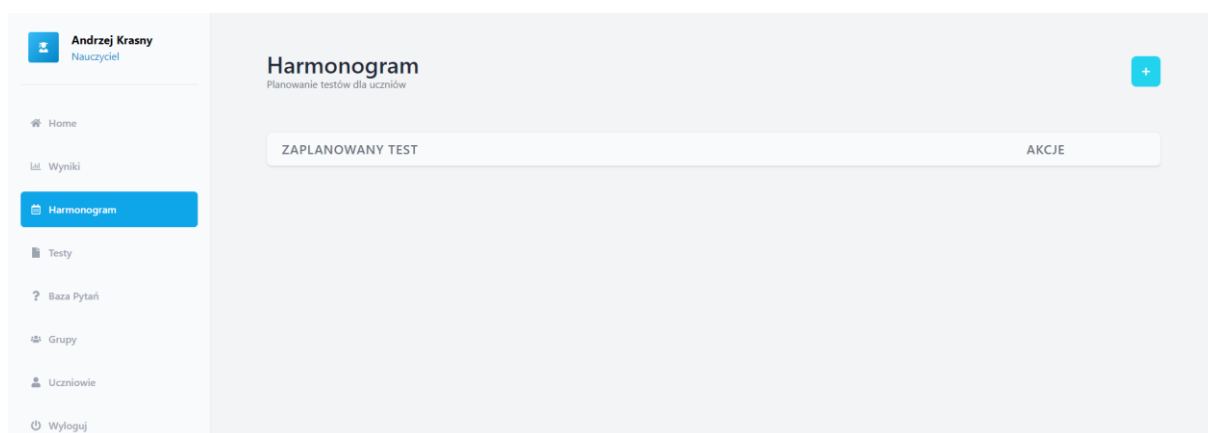 Andrzej Krasny
Nauczyciel
Home
Wyniki
Harmonogram
Testy
Baza Pytań
Grupy
Uczniowie
Wyloguj
Harmonogram
Planowanie testów dla uczniów
+
ZAPLANOWANY TEST AKCJE